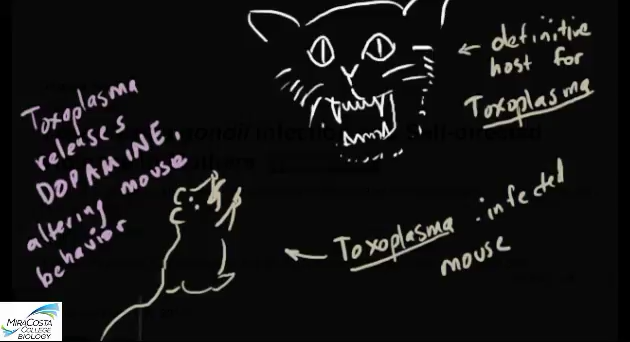 definitive
host for
Toxoplasma
Toxoplasma
releases
DOPAMINE,
altering mouse
behavior
Toxoplasma infected
mouse
MIRACOSTA
COLLEGE
BIOLOGY